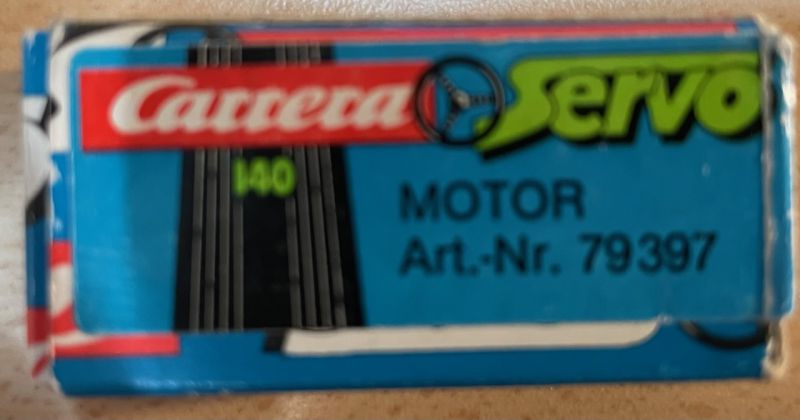 Carrera Servo
140
MOTOR
Art.-Nr. 79397